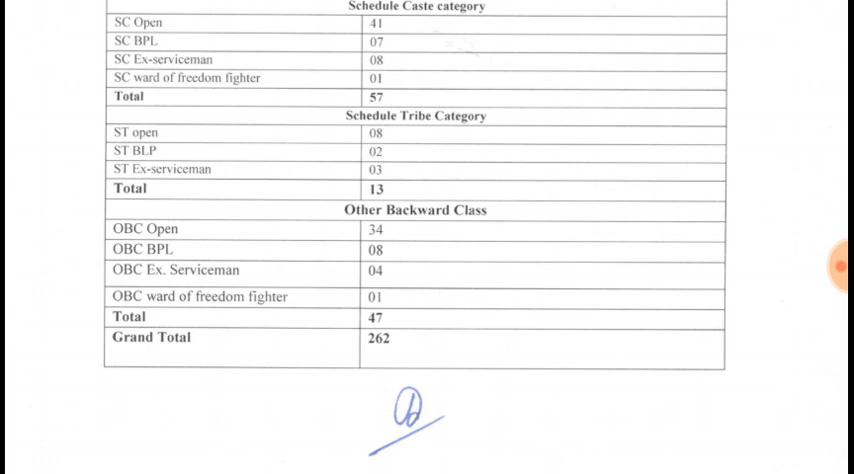 Schedule Caste category
SC Open 41
SC BPL 07
SC Ex-serviceman 08
SC ward of freedom fighter 01
Total 57
Schedule Tribe Category
ST open 08
ST BLP 02
ST Ex-serviceman 03
Total 13
Other Backward Class
OBC Open 34
OBC BPL 08
OBC Ex. Serviceman 04
OBC ward of freedom fighter 01
Total 47
Grand Total 262